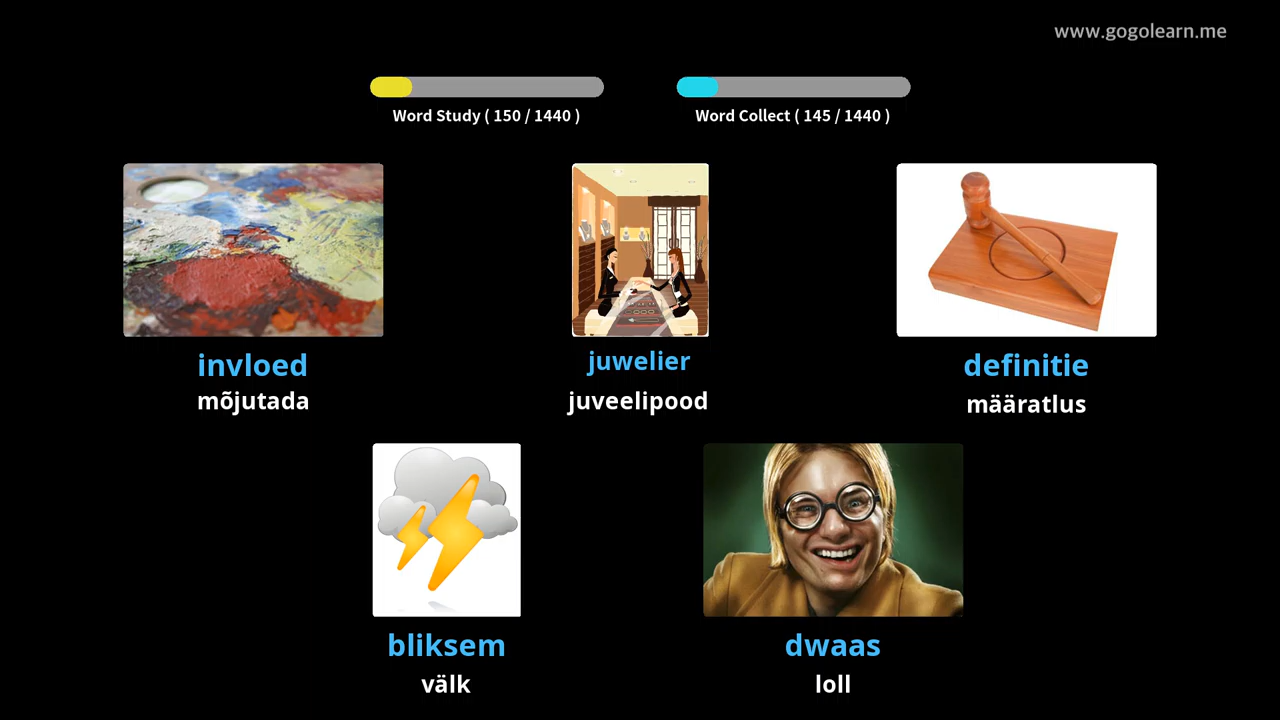 www.gogolearn.me
Word Study ( 150 / 1440 )
Word Collect ( 145 / 1440 )
invloed
mõjutada
juwelier
juveelipood
definitie
määratlus
bliksem
välk
dwaas
loll